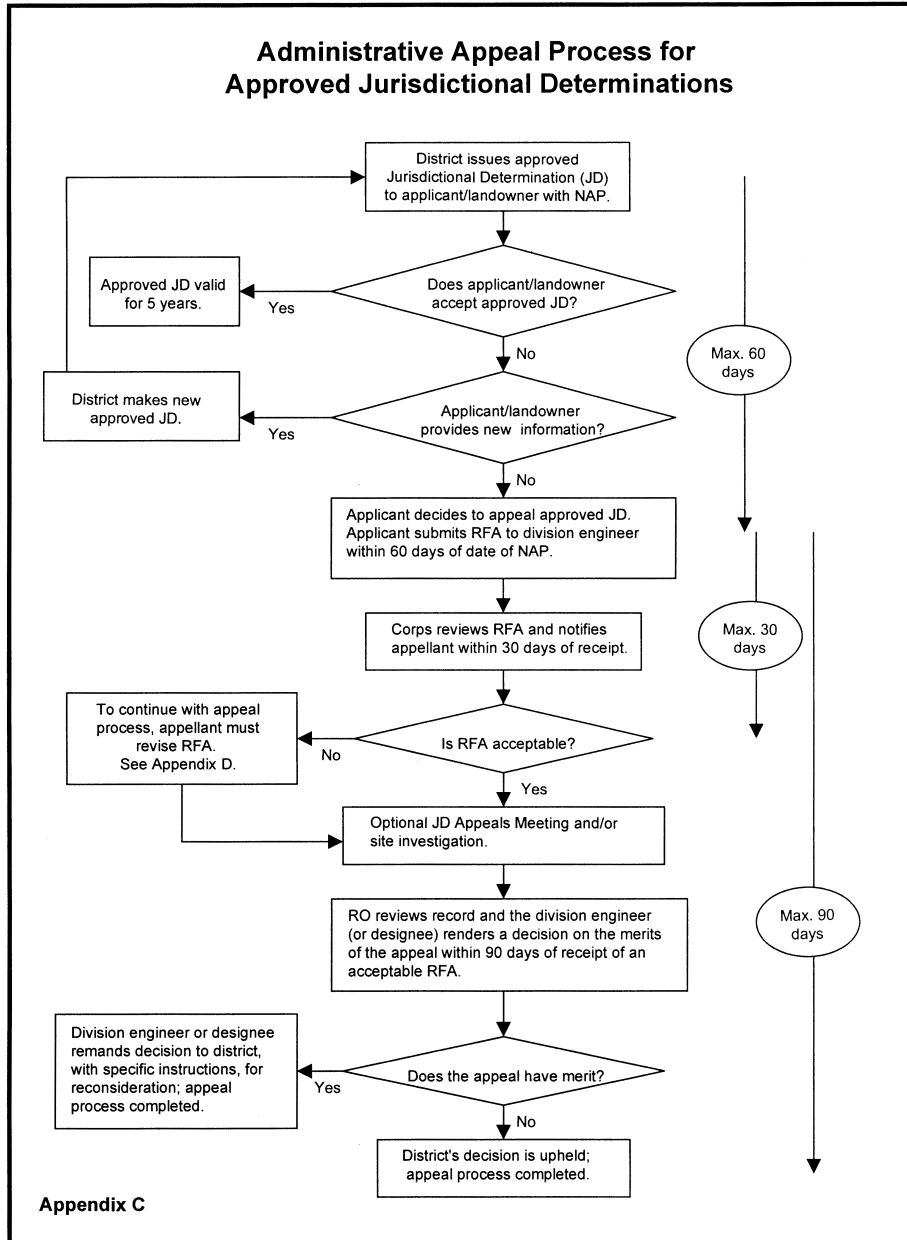 Administrative Appeal Process for
Approved Jurisdictional Determinations
District issues approved
Jurisdictional Determination (JD)
to applicant/landowner with NAP.
Does applicant/landowner
accept approved JD?
Yes
Approved JD valid
for 5 years.
No
Max. 60
days
Applicant/landowner
provides new information?
Yes
District makes new
approved JD.
No
Applicant decides to appeal approved JD.
Applicant submits RFA to division engineer
within 60 days of date of NAP.
Corps reviews RFA and notifies
appellant within 30 days of receipt.
Max. 30
days
Is RFA acceptable?
No
To continue with appeal
process, appellant must
revise RFA.
See Appendix D.
Yes
Optional JD Appeals Meeting and/or
site investigation.
RO reviews record and the division engineer
(or designee) renders a decision on the merits
of the appeal within 90 days of receipt of an
acceptable RFA.
Max. 90
days
Does the appeal have merit?
Yes
Division engineer or designee
remands decision to district,
with specific instructions, for
reconsideration; appeal
process completed.
No
District's decision is upheld;
appeal process completed.
Appendix C